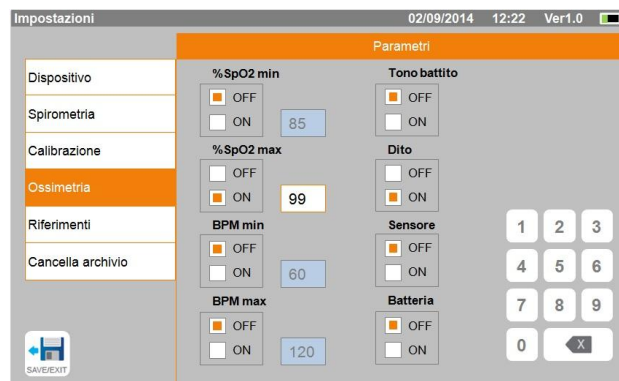 Impostazioni 02/09/2014 12:22 Ver1.0
Parametri
Dispositivo
Spirometria
Calibrazione
Ossimetria
Riferimenti
Cancella archivio
SAVE/EXIT
%SpO2 min
OFF
ON 85
%SpO2 max
OFF
ON 99
BPM min
OFF
ON 60
BPM max
OFF
ON 120
Tono battito
OFF
ON
Dito
OFF
ON
Sensore
OFF
ON
Batteria
OFF
ON
1 2 3
4 5 6
7 8 9
0 X